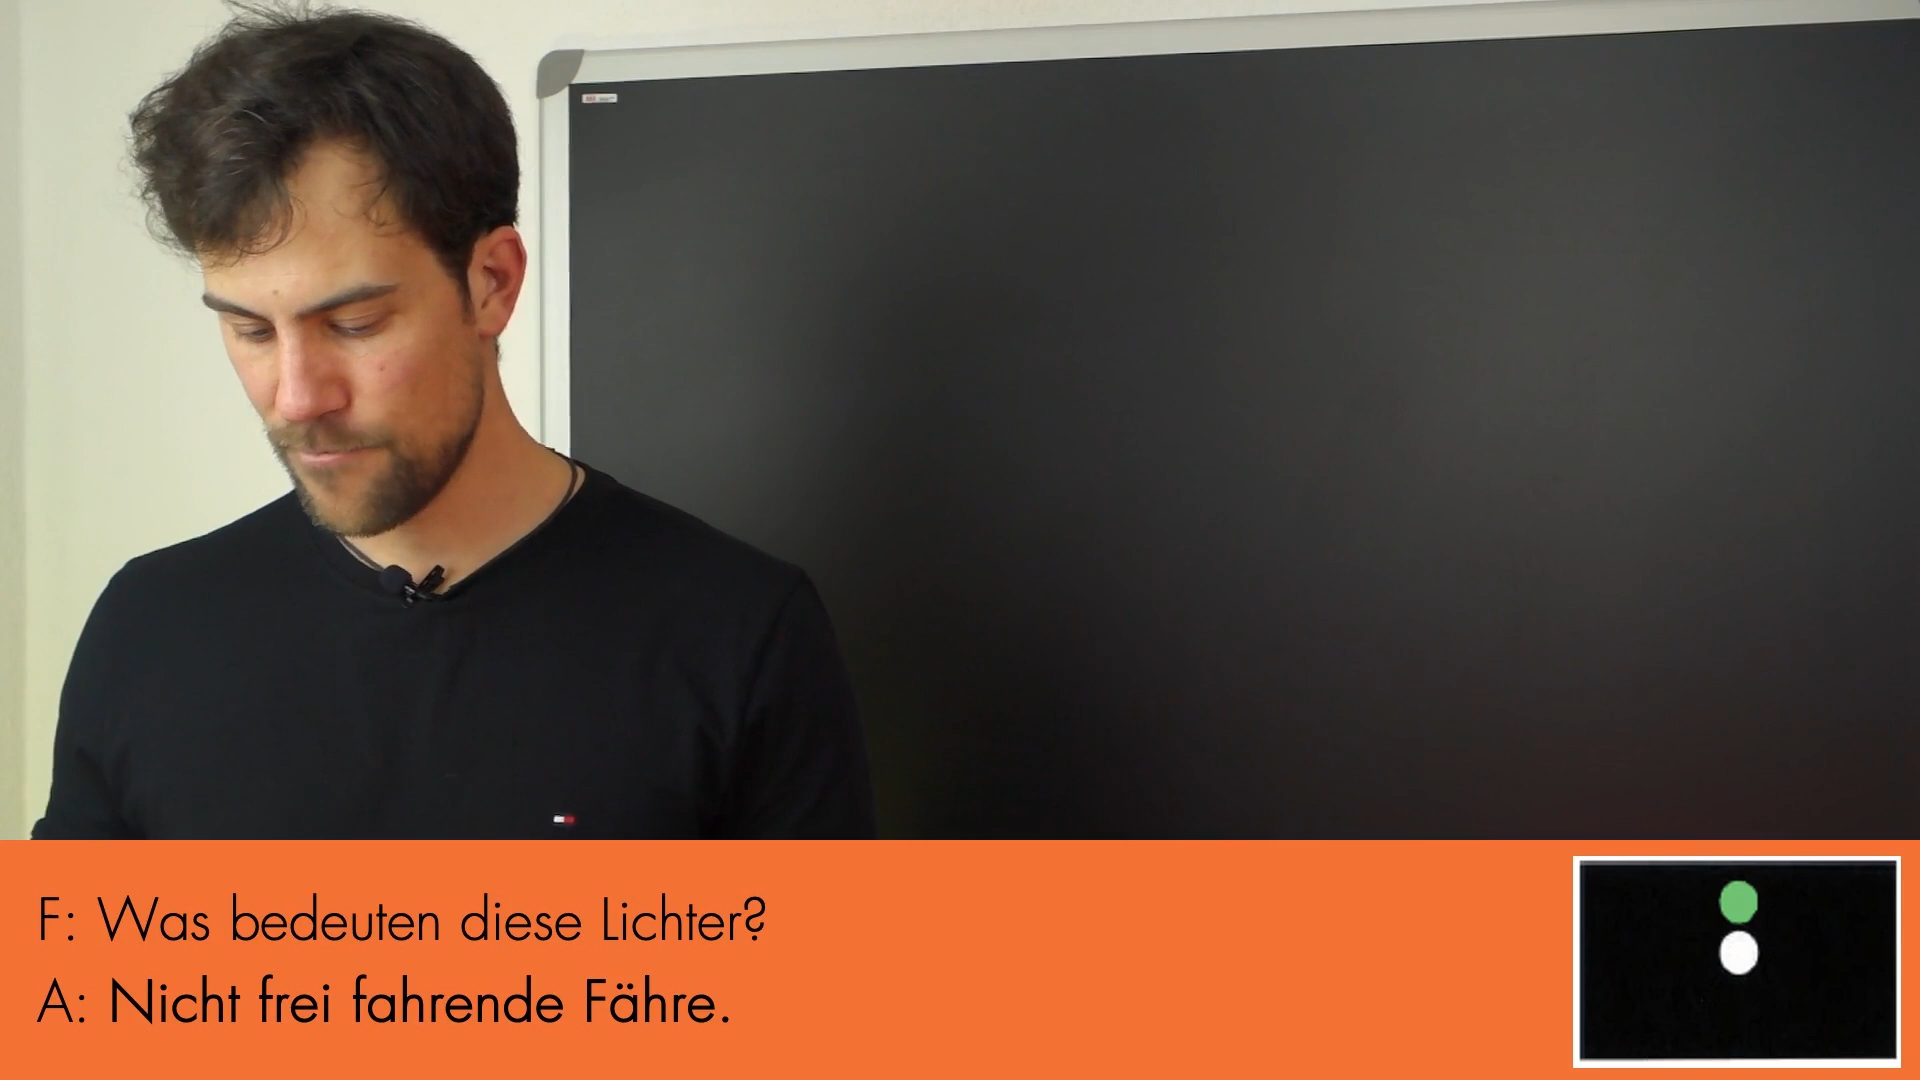 F: Was bedeuten diese Lichter?
A: Nicht frei fahrende Fähre.